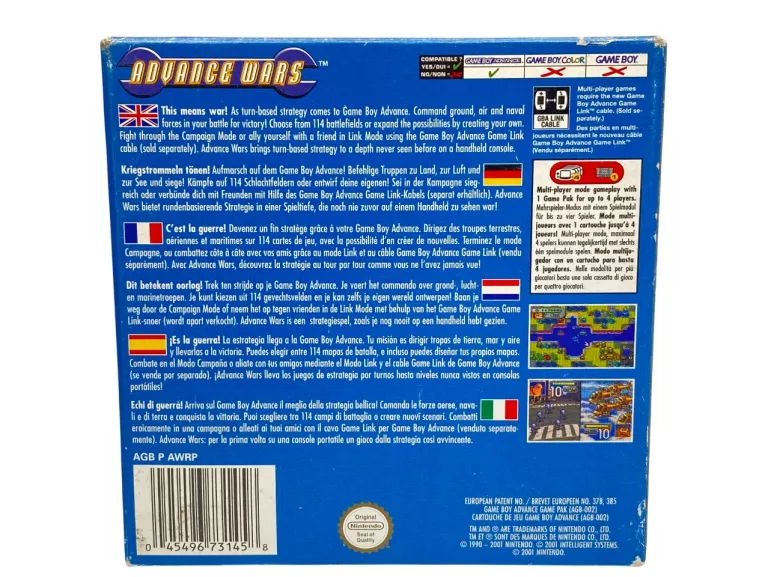 ADVANCE WARS™
COMPATIBLE ? GAME BOY ADVANCE GAME BOY COLOR GAME BOY
YES/OUI = ✓
NO/NON =
This means war! As turn-based strategy comes to Game Boy Advance. Command ground, air and naval
forces in your battle for victory! Choose from 114 battlefields or expand the possibilities by creating your own.
Fight through the Campaign Mode or ally yourself with a friend in Link Mode using the Game Boy Advance Game Link
cable (sold separately). Advance Wars brings turn-based strategy to a depth never seen before on a handheld console.
Kriegstrommeln tönen! Aufmarsch auf dem Game Boy Advance! Befehlige Truppen zu Land, zur Luft und
zur See und siege! Kämpfe auf 114 Schlachtfeldern oder entwirf deine eigenen! Sei in der Kampagne sieg-
reich oder verbünde dich mit Freunden mit Hilfe des Game Boy Advance Game Link-Kabels (separat erhältlich). Advance
Wars bietet rundenbasierende Strategie in einer Spieltiefe, die noch nie zuvor auf einem Handheld zu sehen war!
C'est la guerre! Devenez un fin stratège grâce à votre Game Boy Advance. Dirigez des troupes terrestres,
aériennes et maritimes sur 114 cartes de jeu, avec la possibilité d'en créer de nouvelles. Terminez le mode
Campagne, ou combattez côte à côte avec vos amis grâce au mode Link et au câble Game Boy Advance Game Link (vendu
séparément). Avec Advance Wars, découvrez la stratégie au tour par tour comme vous ne l'avez jamais vue!
Dit betekent oorlog! Trek ten strijde op je Game Boy Advance. Je voert het commando over grond-, lucht-
en marinetroepen. Je kunt kiezen uit 114 gevechtsvelden en je kan zelfs je eigen wereld ontwerpen! Baan je
weg door de Campaign Mode of neem het op tegen vrienden in de Link Mode met behulp van het Game Boy Advance Game
Link-snoer (wordt apart verkocht). Advance Wars is een strategiespel, zoals je nog nooit op een handheld hebt gezien.
¡Es la guerra! La estrategia llega a la Game Boy Advance. Tu misión es dirigir tropas de tierra, mar y aire
y llevarlas a la victoria. Puedes elegir entre 114 mapas de batalla, e incluso puedes diseñar tus propios mapas.
Combate en el Modo Campaña o alíate con tus amigos mediante el Modo Link y el cable Game Link de Game Boy Advance
(se vende por separado). ¡Advance Wars lleva los juegos de estrategia por turnos hasta niveles nunca vistos en consolas
portátiles!
Echi di guerra! Arriva sul Game Boy Advance il meglio della strategia bellica! Comanda le forze aeree, nava-
li e di terra e conquista la vittoria. Puoi scegliere tra 114 campi di battaglia o creare nuovi scenari. Combatti
eroicamente in una campagna o alleati ai tuoi amici con il cavo Game Link per Game Boy Advance (venduto separata-
mente). Advance Wars: per la prima volta su una console portatile un gioco dalla strategia così avvincente.
AGB P AWRP
0 45496 73145 8
Original
Nintendo
Seal of
Quality
GBA LINK
CABLE
Multi-player games
require the new Game
Boy Advance Game
Link™ cable. (Sold se-
parately.)
Des parties en multi-
joueurs nécessitent le nouveau câble
Game Boy Advance Game Link™
(Vendu séparément.)
Multi-player mode gameplay with
1 Game Pak for up to 4 players.
Mehrspieler-Modus mit einem Spielmodul
für bis zu vier Spieler. Mode multi-
joueurs avec 1 cartouche jusqu'à 4
joueurs! Multi-player mode, maximaal
4 spelers kunnen tegelijkertijd met slechts
één spelmodule spelen. Modo multiju-
gador con un cartucho para hasta
4 jugadores. Nelle modalità per più
giocatori basta una sola cassetta di gioco
per quattro giocatori.
10
10
EUROPEAN PATENT NO. / BREVET EUROPEEN NO. 378, 385
GAME BOY ADVANCE GAME PAK (AGB-002)
CARTOUCHE DE JEU GAME BOY ADVANCE (AGB-002)
TM AND ® ARE TRADEMARKS OF NINTENDO CO., LTD.
TM ET ® SONT DES MARQUES DE NINTENDO CO., LTD.
© 1990 – 2001 NINTENDO. © 2001 INTELLIGENT SYSTEMS.
© 2001 NINTENDO.